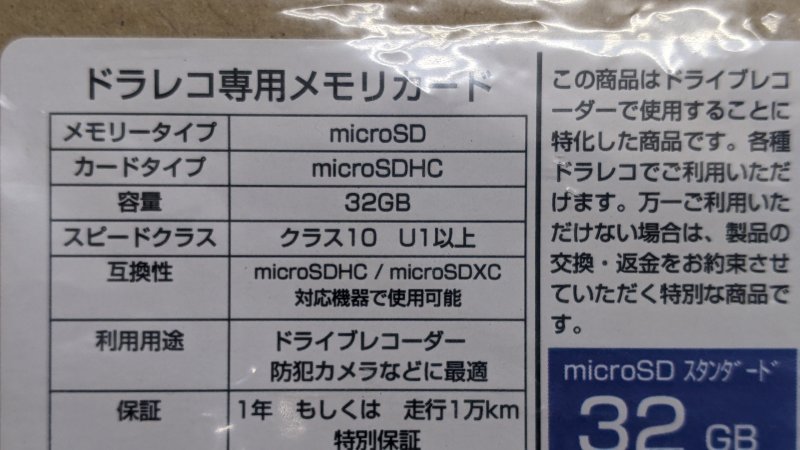 ドラレコ専用メモリカード
メモリータイプ microSD
カードタイプ microSDHC
容量 32GB
スピードクラス クラス10 U1以上
互換性 microSDHC / microSDXC
対応機器で使用可能
利用用途 ドライブレコーダー
防犯カメラなどに最適
保証 1年 もしくは 走行1万km
特別保証
この商品はドライブレコ
ーダーで使用することに
特化した商品です。各種
ドラレコでご利用いただ
けます。万一ご利用いた
だけない場合は、製品の
交換・返金をお約束させ
ていただく特別な商品で
す。
microSD ｽﾀﾝﾀﾞｰﾄﾞ
32 GB